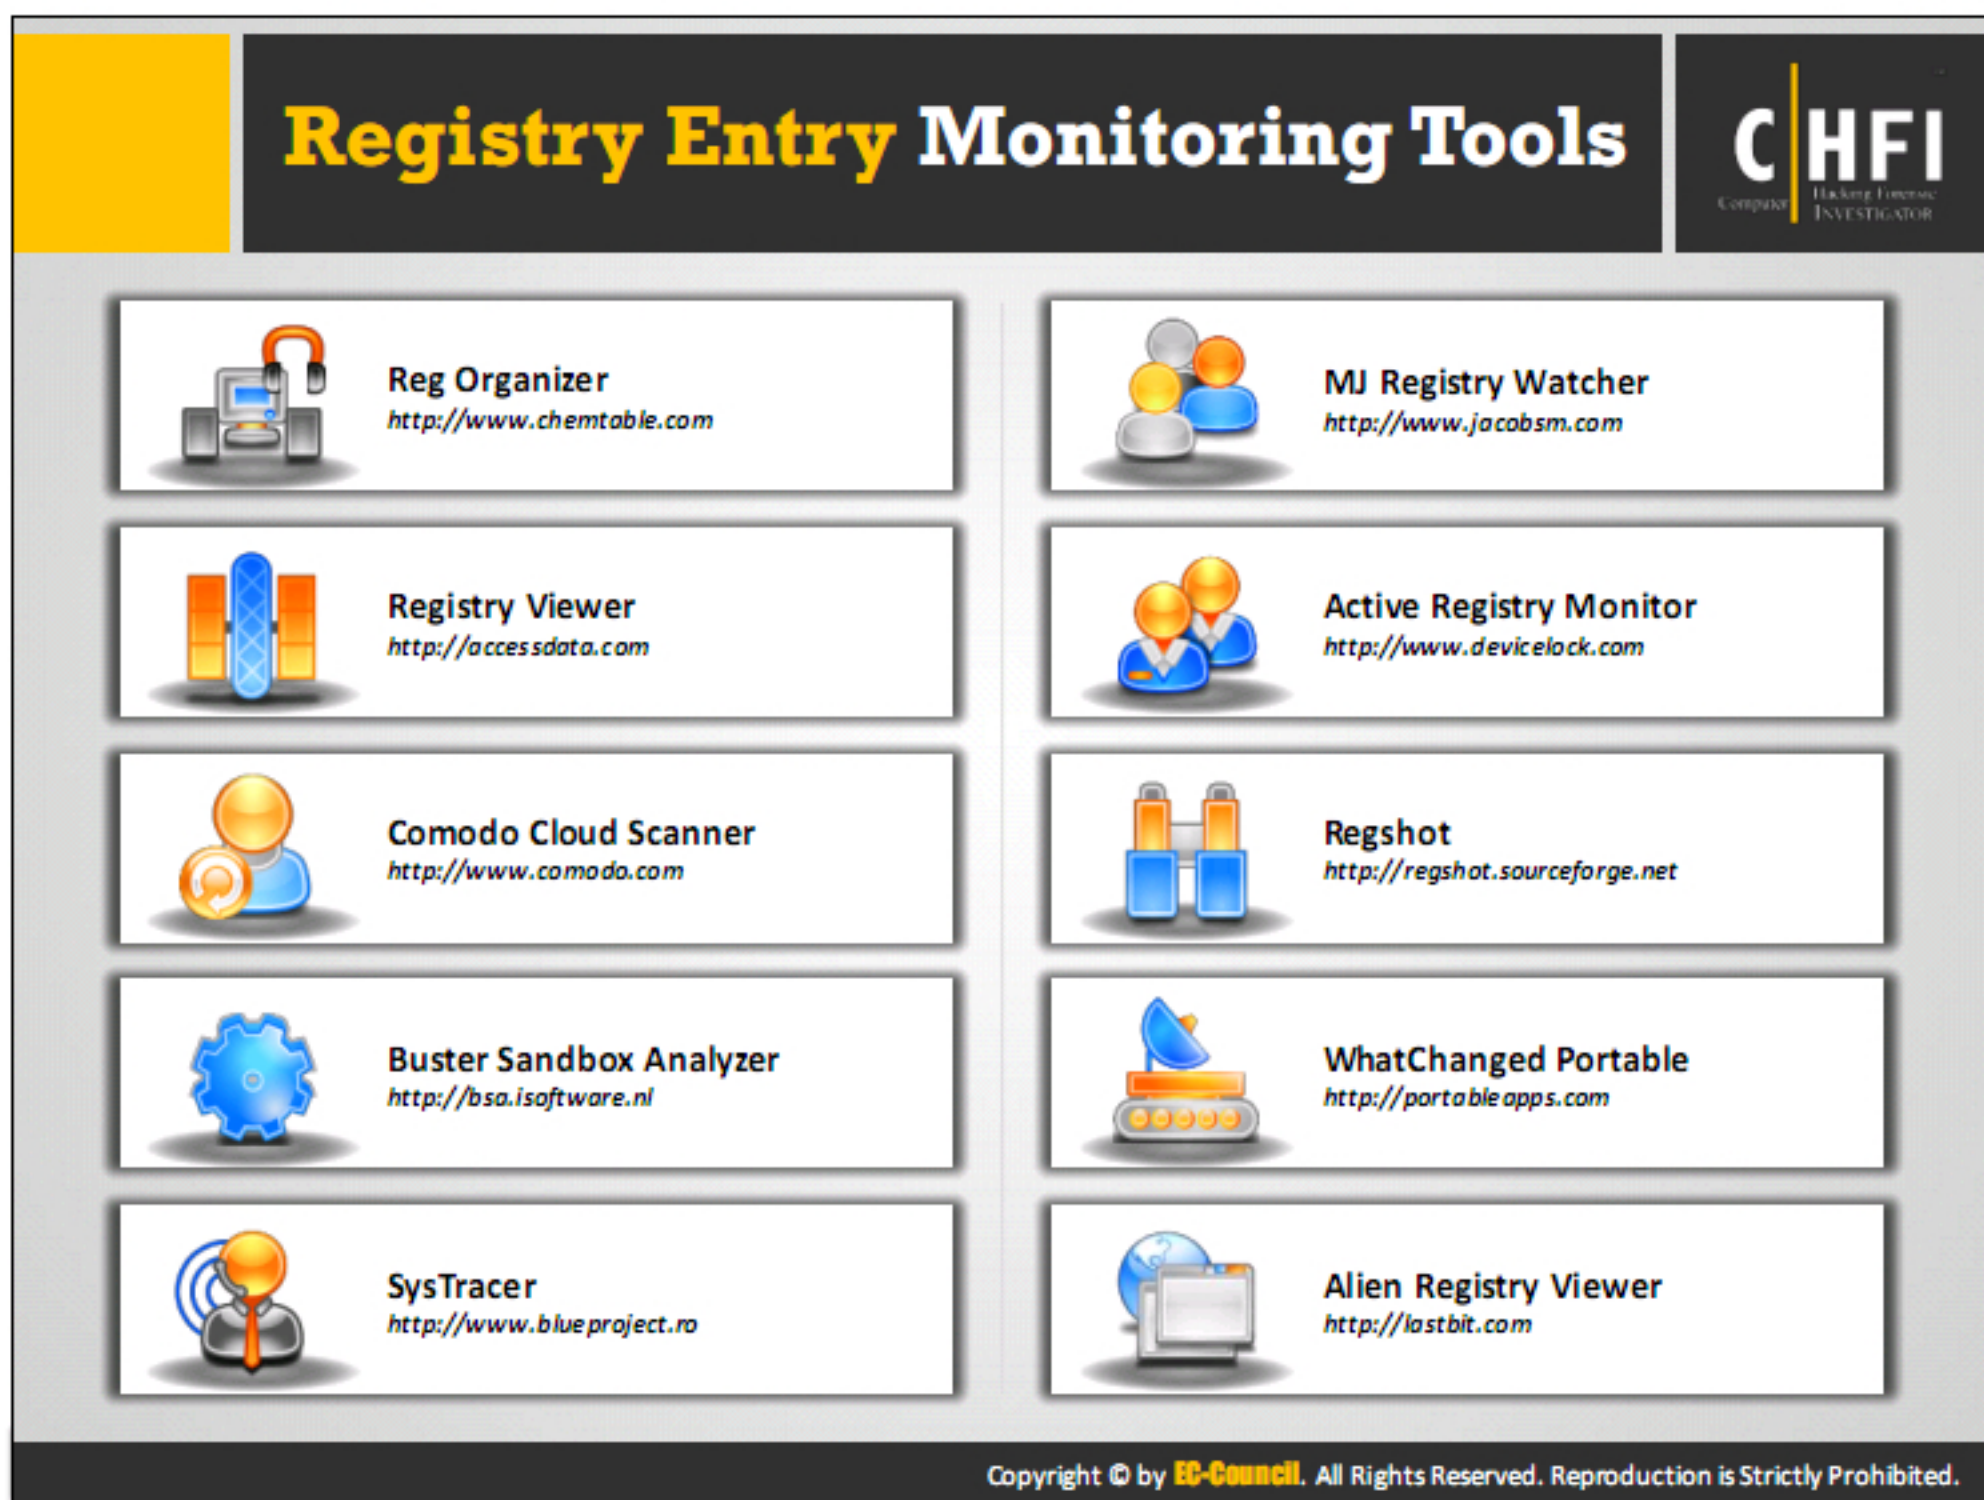 Registry Entry Monitoring Tools
CHFI
Computer
Hacking Forensic
INVESTIGATOR
Reg Organizer
http://www.chemtable.com
MJ Registry Watcher
http://www.jacobsm.com
Registry Viewer
http://accessdata.com
Active Registry Monitor
http://www.devicelock.com
Comodo Cloud Scanner
http://www.comodo.com
Regshot
http://regshot.sourceforge.net
Buster Sandbox Analyzer
http://bsa.isoftware.nl
WhatChanged Portable
http://portableapps.com
SysTracer
http://www.blueproject.ro
Alien Registry Viewer
http://lastbit.com
Copyright © by EC-Council. All Rights Reserved. Reproduction is Strictly Prohibited.